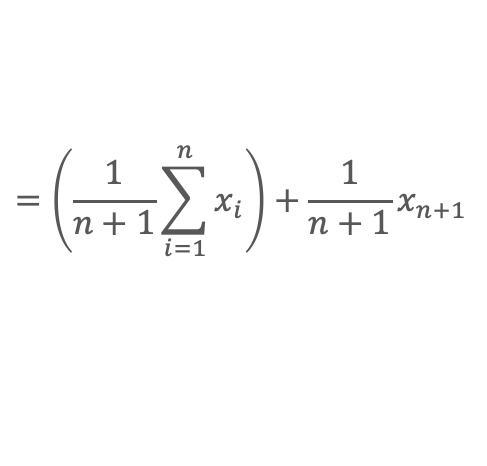 = (1/(n + 1) ∑_{i=1}^{n} x_i) + 1/(n + 1) x_{n+1}